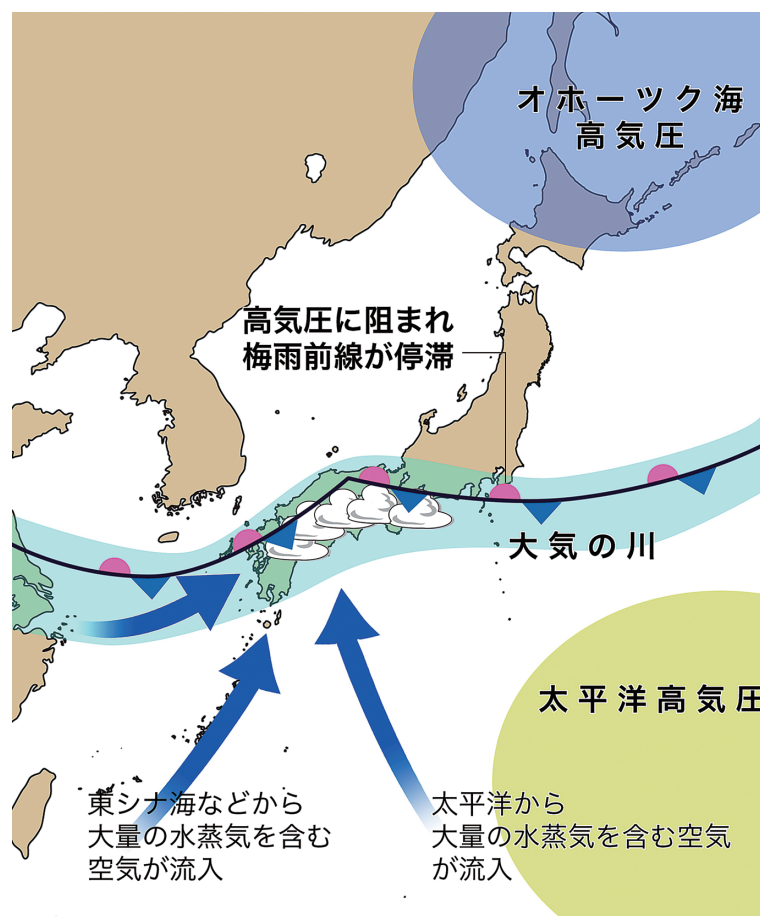 オホーツク海
高気圧
高気圧に阻まれ
梅雨前線が停滞
大気の川
太平洋高気圧
東シナ海などから
大量の水蒸気を含む
空気が流入
太平洋から
大量の水蒸気を含む空気
が流入